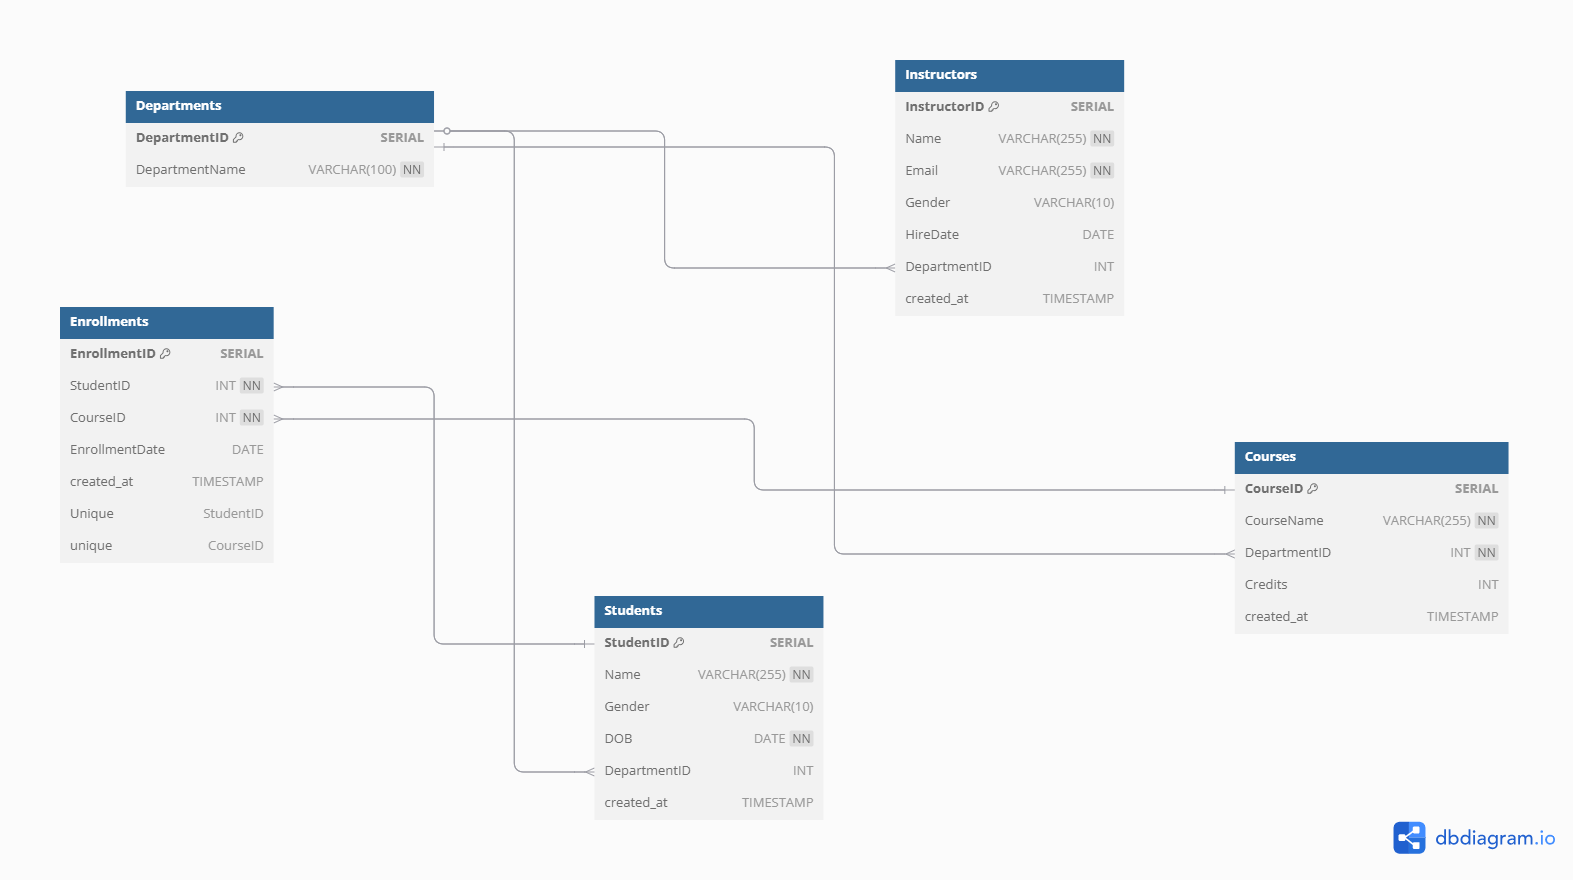 Departments
DepartmentID SERIAL
DepartmentName VARCHAR(100) NN
Instructors
InstructorID SERIAL
Name VARCHAR(255) NN
Email VARCHAR(255) NN
Gender VARCHAR(10)
HireDate DATE
DepartmentID INT
created_at TIMESTAMP
Enrollments
EnrollmentID SERIAL
StudentID INT NN
CourseID INT NN
EnrollmentDate DATE
created_at TIMESTAMP
Unique StudentID
unique CourseID
Courses
CourseID SERIAL
CourseName VARCHAR(255) NN
DepartmentID INT NN
Credits INT
created_at TIMESTAMP
Students
StudentID SERIAL
Name VARCHAR(255) NN
Gender VARCHAR(10)
DOB DATE NN
DepartmentID INT
created_at TIMESTAMP
dbdiagram.io